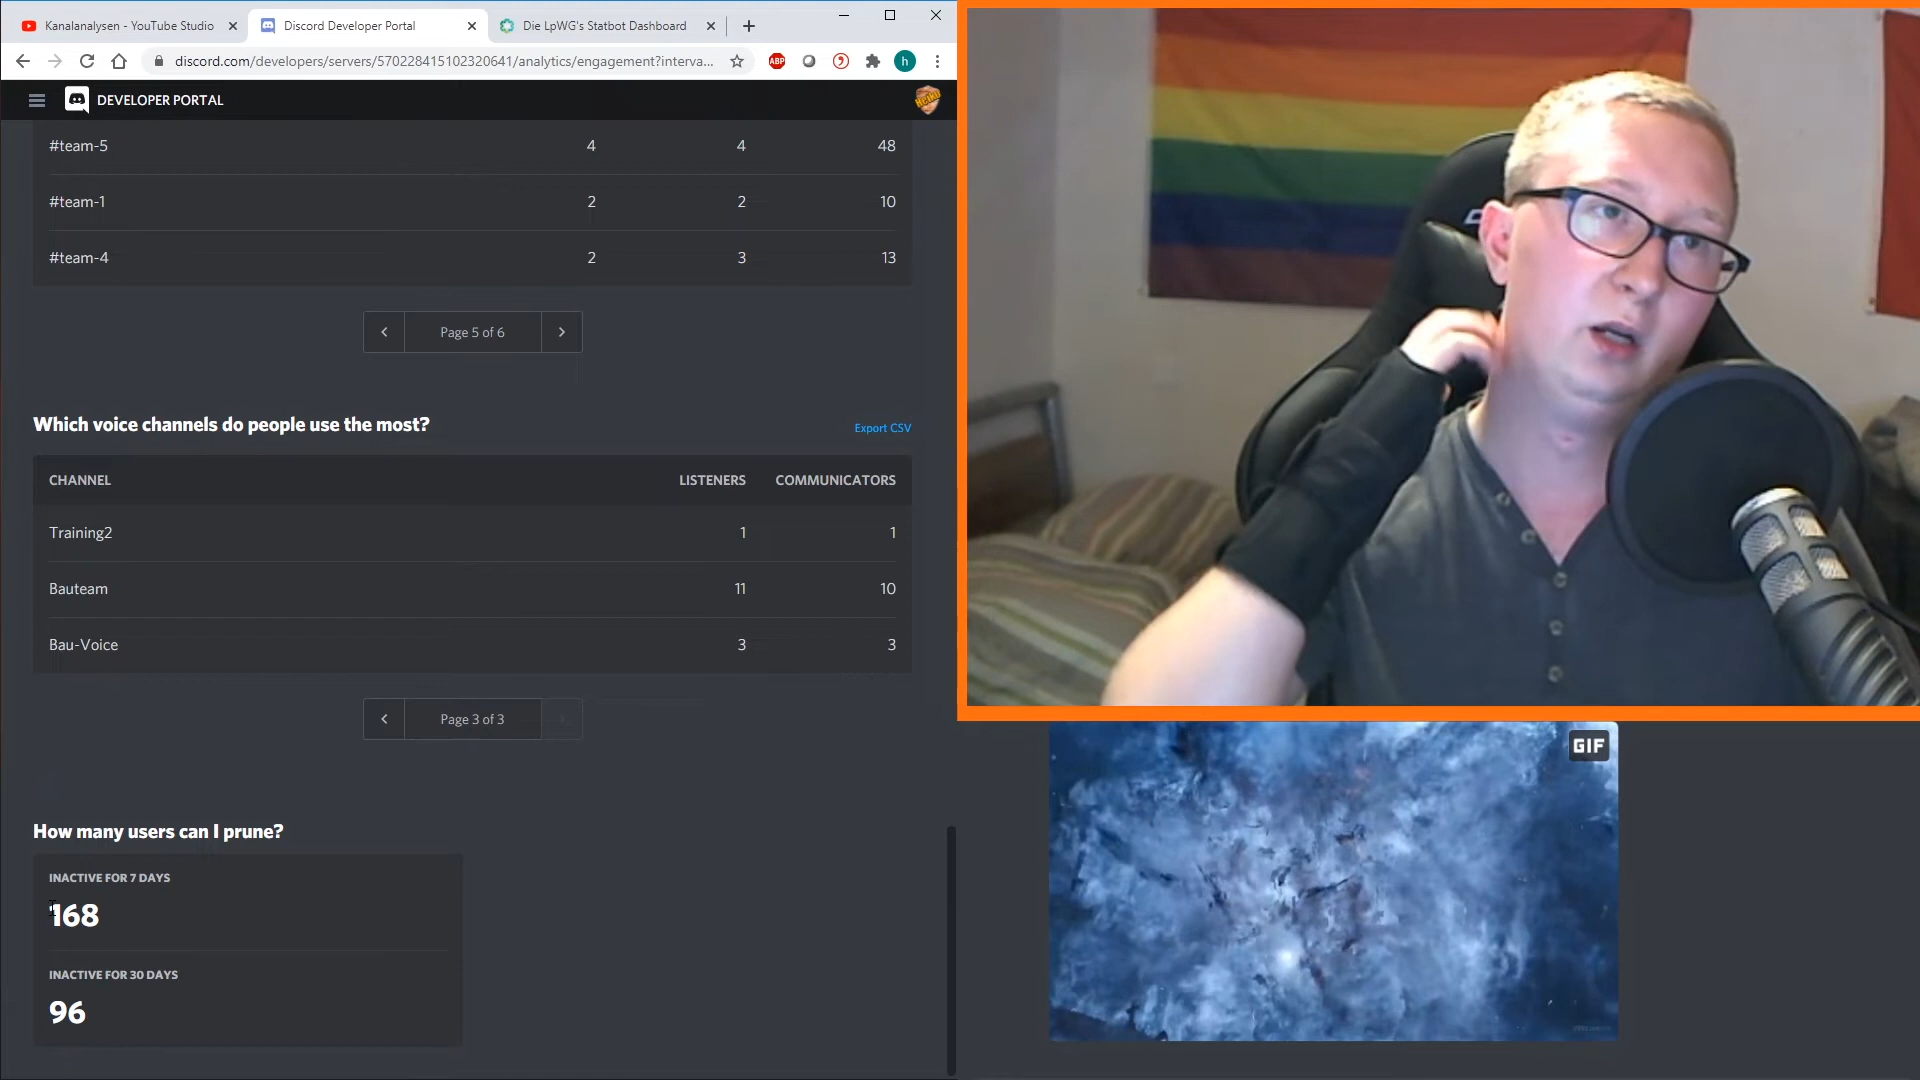 Kanalanalysen - YouTube Studio
Discord Developer Portal
Die LpWG's Statbot Dashboard
discord.com/developers/servers/570228415102320641/analytics/engagement?interva...
ABP
h
DEVELOPER PORTAL
Heiko
#team-5 4 4 48
#team-1 2 2 10
#team-4 2 3 13
Page 5 of 6
Which voice channels do people use the most?
Export CSV
CHANNEL LISTENERS COMMUNICATORS
Training2 1 1
Bauteam 11 10
Bau-Voice 3 3
Page 3 of 3
How many users can I prune?
INACTIVE FOR 7 DAYS
168
INACTIVE FOR 30 DAYS
96
GIF